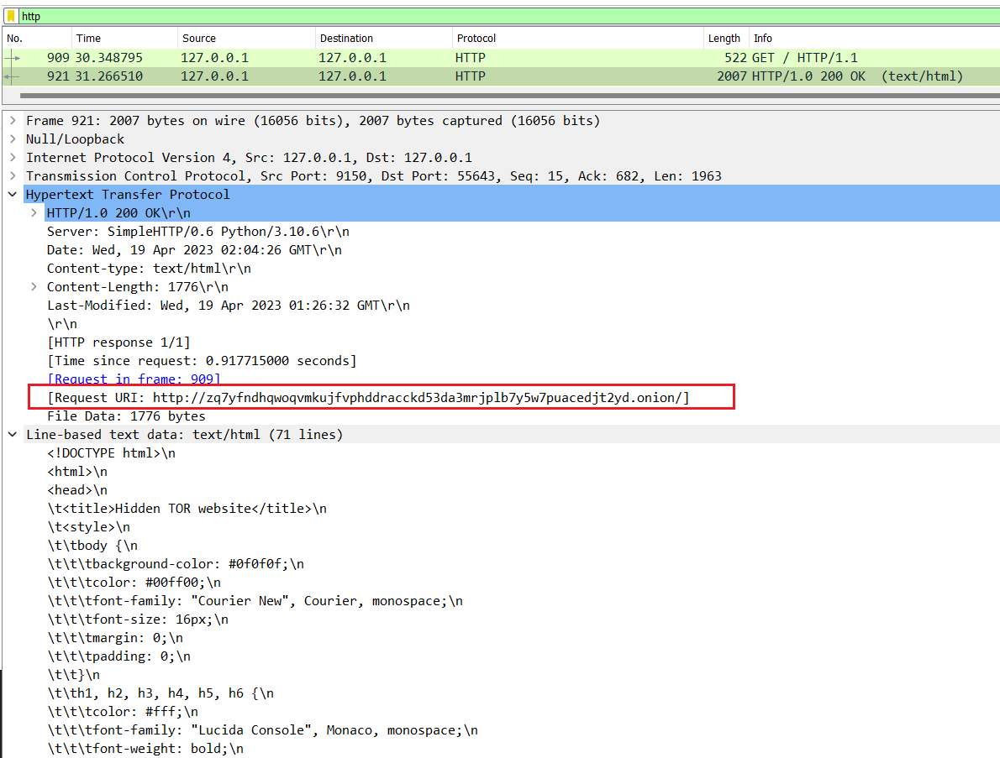 http
No. Time Source Destination Protocol Length Info
909 30.348795 127.0.0.1 127.0.0.1 HTTP 522 GET / HTTP/1.1
921 31.266510 127.0.0.1 127.0.0.1 HTTP 2007 HTTP/1.0 200 OK  (text/html)
Frame 921: 2007 bytes on wire (16056 bits), 2007 bytes captured (16056 bits)
Null/Loopback
Internet Protocol Version 4, Src: 127.0.0.1, Dst: 127.0.0.1
Transmission Control Protocol, Src Port: 9150, Dst Port: 55643, Seq: 15, Ack: 682, Len: 1963
Hypertext Transfer Protocol
HTTP/1.0 200 OK\r\n
Server: SimpleHTTP/0.6 Python/3.10.6\r\n
Date: Wed, 19 Apr 2023 02:04:26 GMT\r\n
Content-type: text/html\r\n
Content-Length: 1776\r\n
Last-Modified: Wed, 19 Apr 2023 01:26:32 GMT\r\n
\r\n
[HTTP response 1/1]
[Time since request: 0.917715000 seconds]
[Request in frame: 909]
[Request URI: http://zq7yfndhqwoqvmkujfvphddracckd53da3mrjplb7y5w7puacedjt2yd.onion/]
File Data: 1776 bytes
Line-based text data: text/html (71 lines)
<!DOCTYPE html>\n
<html>\n
<head>\n
\t<title>Hidden TOR website</title>\n
\t<style>\n
\t\tbody {\n
\t\t\tbackground-color: #0f0f0f;\n
\t\t\tcolor: #00ff00;\n
\t\t\tfont-family: "Courier New", Courier, monospace;\n
\t\t\tfont-size: 16px;\n
\t\t\tmargin: 0;\n
\t\t\tpadding: 0;\n
\t\t}\n
\t\th1, h2, h3, h4, h5, h6 {\n
\t\t\tcolor: #fff;\n
\t\t\tfont-family: "Lucida Console", Monaco, monospace;\n
\t\t\tfont-weight: bold;\n